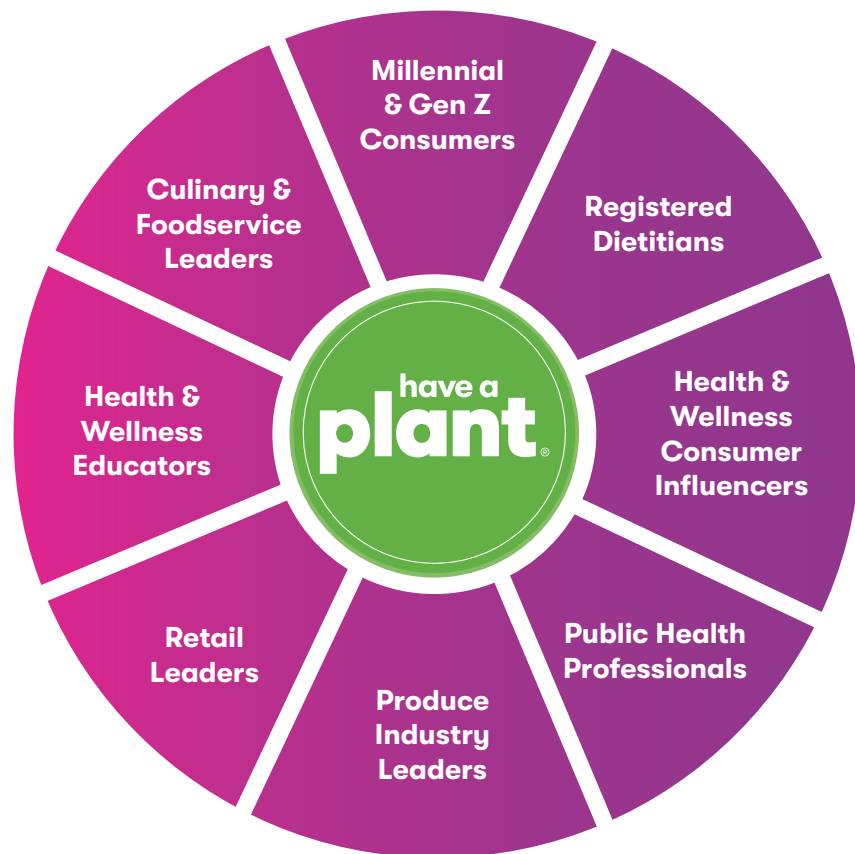 Millennial
& Gen Z
Consumers
Registered
Dietitians
Health &
Wellness
Consumer
Influencers
Public Health
Professionals
Produce
Industry
Leaders
Retail
Leaders
Health &
Wellness
Educators
Culinary &
Foodservice
Leaders
have a
plant®